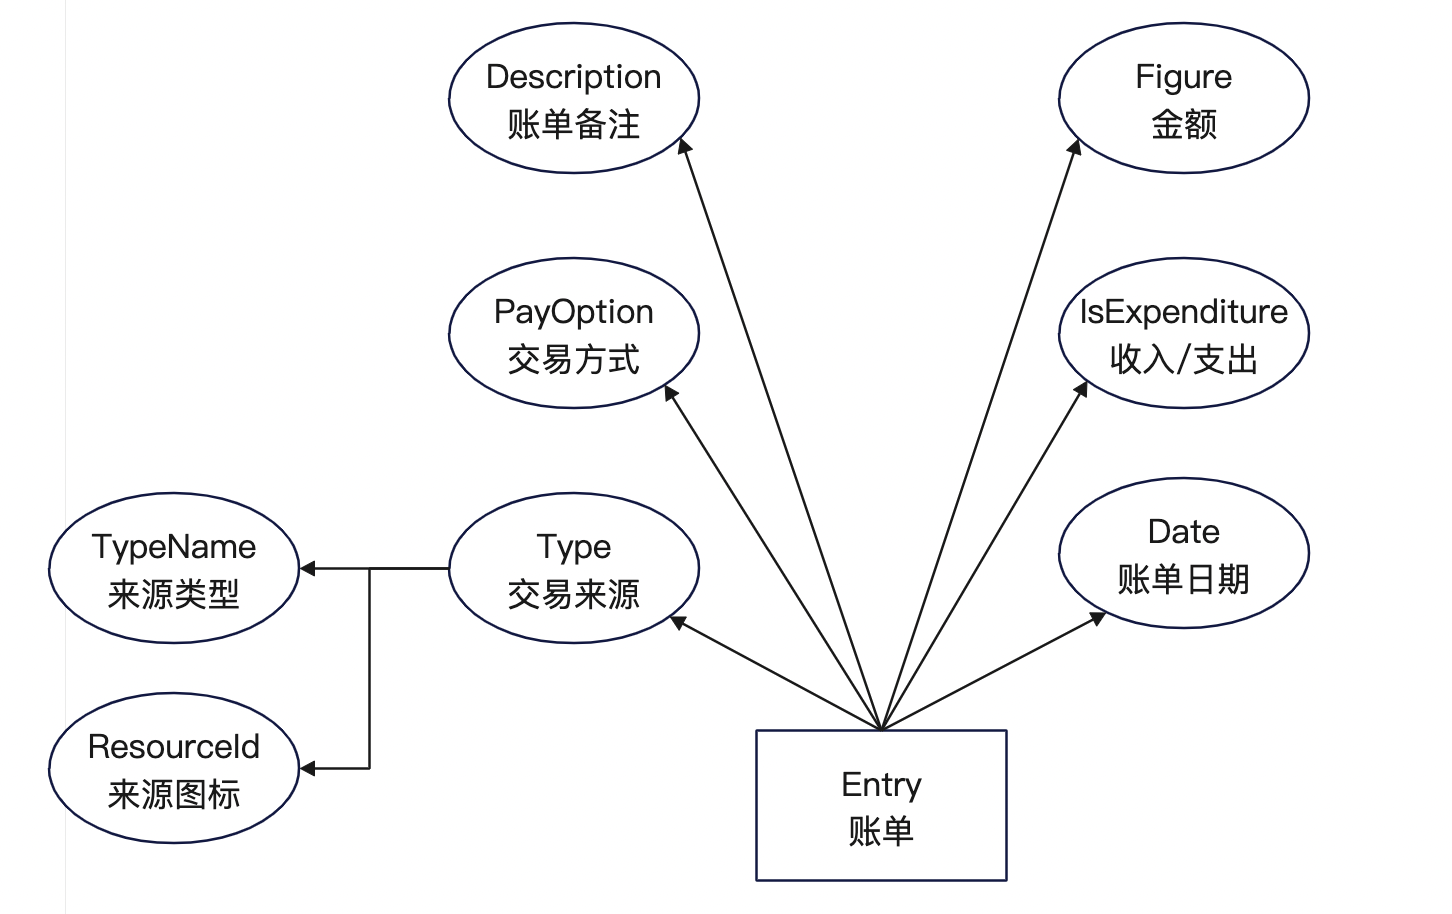 Description
账单备注
Figure
金额
PayOption
交易方式
IsExpenditure
收入/支出
TypeName
来源类型
Type
交易来源
Date
账单日期
ResourceId
来源图标
Entry
账单